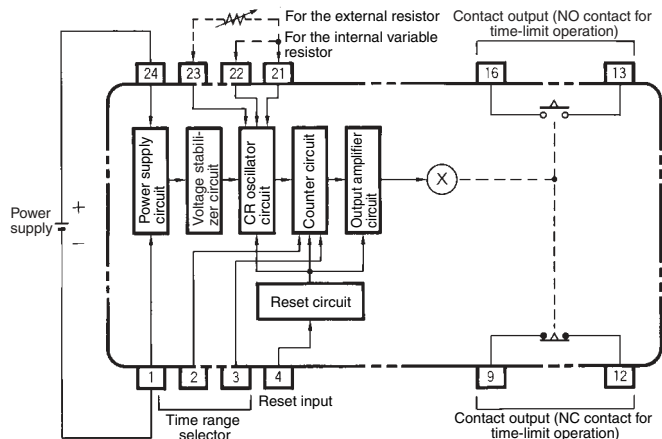 For the external resistor
For the internal variable
resistor
Contact output (NO contact for
time-limit operation)
24
23
22
21
16
13
Power supply
circuit
Voltage stabili-
zer circuit
CR oscillator
circuit
Counter circuit
Output amplifier
circuit
X
+
Power
supply
−
Reset circuit
1
2
3
4
9
12
Time range
selector
Reset input
Contact output (NC contact for
time-limit operation)